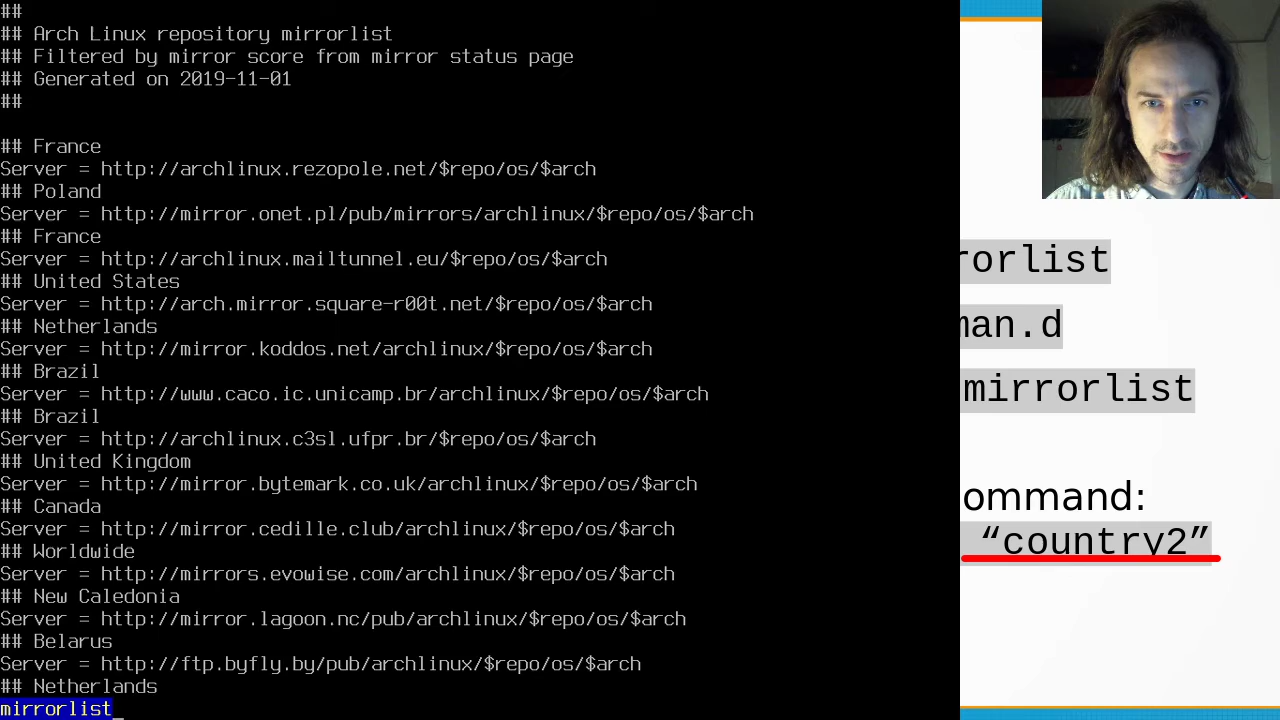 ##
## Arch Linux repository mirrorlist
## Filtered by mirror score from mirror status page
## Generated on 2019-11-01
##
## France
Server = http://archlinux.rezopole.net/$repo/os/$arch
## Poland
Server = http://mirror.onet.pl/pub/mirrors/archlinux/$repo/os/$arch
## France
Server = http://archlinux.mailtunnel.eu/$repo/os/$arch
## United States
Server = http://arch.mirror.square-r00t.net/$repo/os/$arch
## Netherlands
Server = http://mirror.koddos.net/archlinux/$repo/os/$arch
## Brazil
Server = http://www.caco.ic.unicamp.br/archlinux/$repo/os/$arch
## Brazil
Server = http://archlinux.c3sl.ufpr.br/$repo/os/$arch
## United Kingdom
Server = http://mirror.bytemark.co.uk/archlinux/$repo/os/$arch
## Canada
Server = http://mirror.cedille.club/archlinux/$repo/os/$arch
## Worldwide
Server = http://mirrors.evowise.com/archlinux/$repo/os/$arch
## New Caledonia
Server = http://mirror.lagoon.nc/pub/archlinux/$repo/os/$arch
## Belarus
Server = http://ftp.byfly.by/pub/archlinux/$repo/os/$arch
## Netherlands
mirrorlist
rorlist
man.d
mirrorlist
ommand:
“country2”